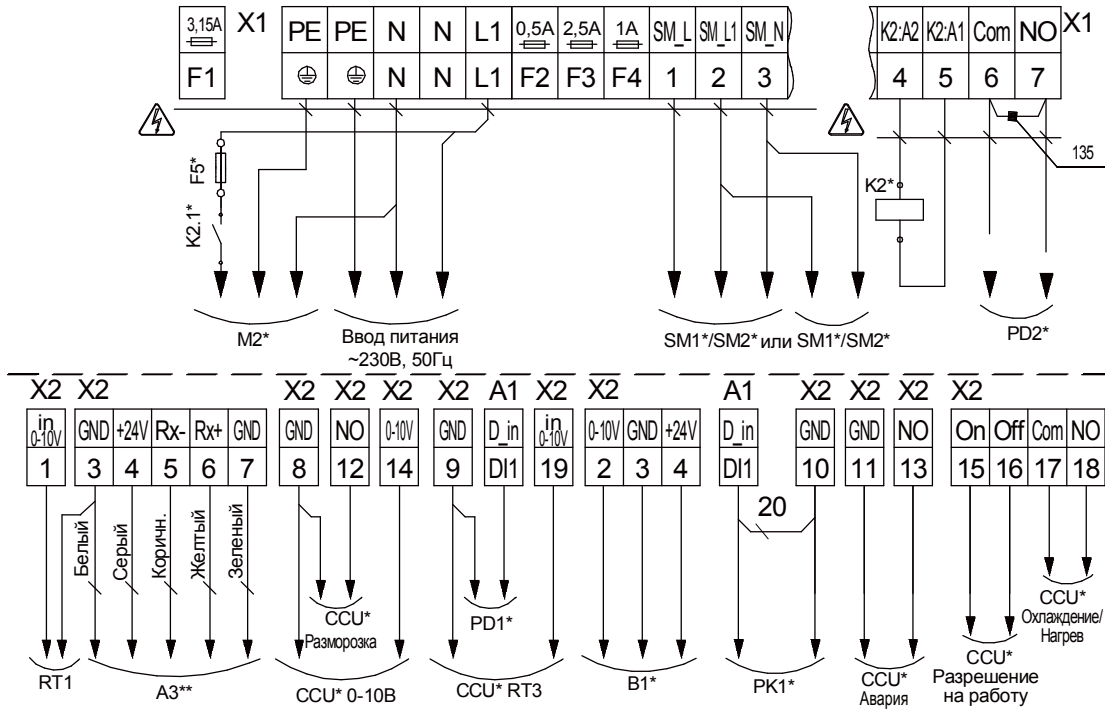 3,15A X1 PE PE N N L1 0,5A 2,5A 1A SM_L SM_L1 SM_N K2:A2 K2:A1 Com NO X1
F1 N N L1 F2 F3 F4 1 2 3 4 5 6 7
135
F5*
K2*
K2.1*
M2* Ввод питания
~230В, 50Гц
SM1*/SM2* или SM1*/SM2* PD2*
X2 X2 X2 X2 X2 X2 A1 X2 X2 A1 X2 X2 X2 X2
in 0-10V GND +24V Rx- Rx+ GND GND NO 0-10V GND D_in in 0-10V 0-10V GND +24V D_in GND GND NO On Off Com NO
1 3 4 5 6 7 8 12 14 9 DI1 19 2 3 4 DI1 10 11 13 15 16 17 18
20
Белый Серый Коричн. Желтый Зеленый
CCU*
Разморозка
PD1*
CCU*
Охлаждение/
Нагрев
RT1 A3** CCU* 0-10В CCU* RT3 B1* PK1*
CCU*
Авария
CCU*
Разрешение
на работу